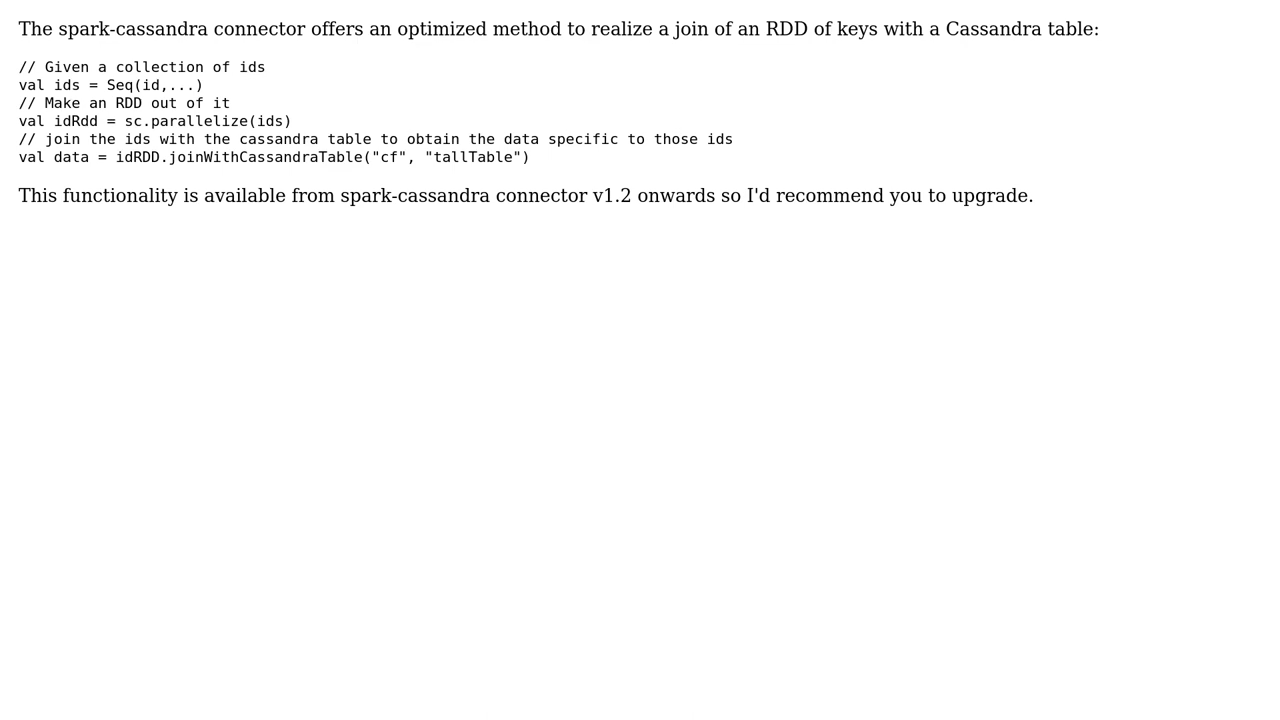 The spark-cassandra connector offers an optimized method to realize a join of an RDD of keys with a Cassandra table:
// Given a collection of ids
val ids = Seq(id,...)
// Make an RDD out of it
val idRdd = sc.parallelize(ids)
// join the ids with the cassandra table to obtain the data specific to those ids
val data = idRDD.joinWithCassandraTable("cf", "tallTable")
This functionality is available from spark-cassandra connector v1.2 onwards so I'd recommend you to upgrade.